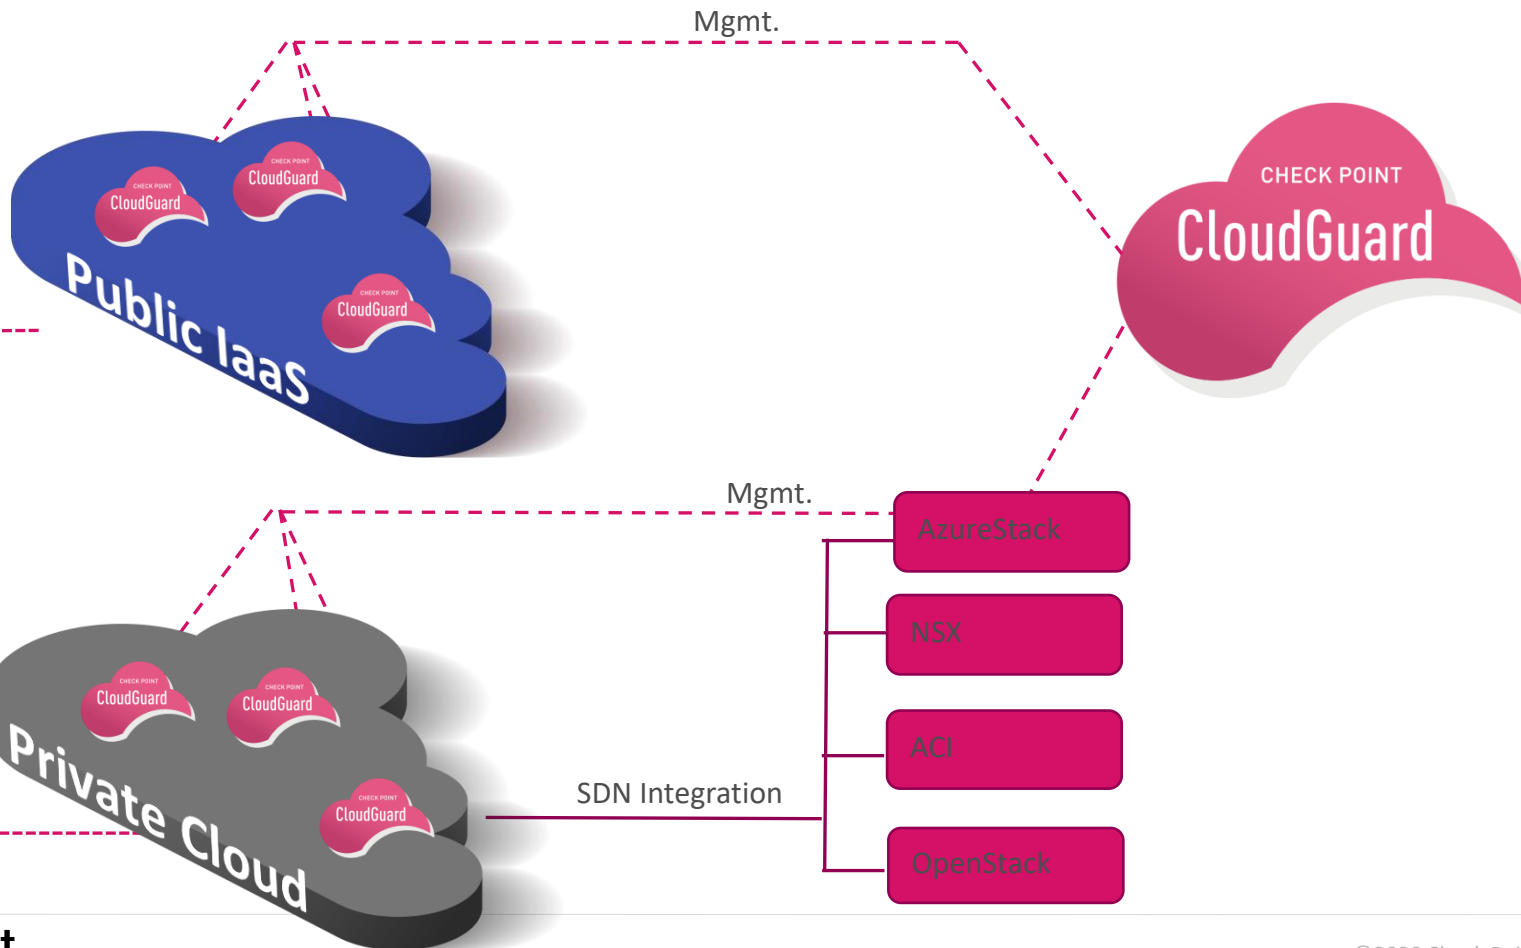 Mgmt.
CHECK POINT
CloudGuard
CHECK POINT
CloudGuard
CHECK POINT
CloudGuard
Public IaaS
CHECK POINT
CloudGuard
Mgmt.
AzureStack
NSX
ACI
OpenStack
SDN Integration
CHECK POINT
CloudGuard
CHECK POINT
CloudGuard
CHECK POINT
CloudGuard
Private Cloud
t